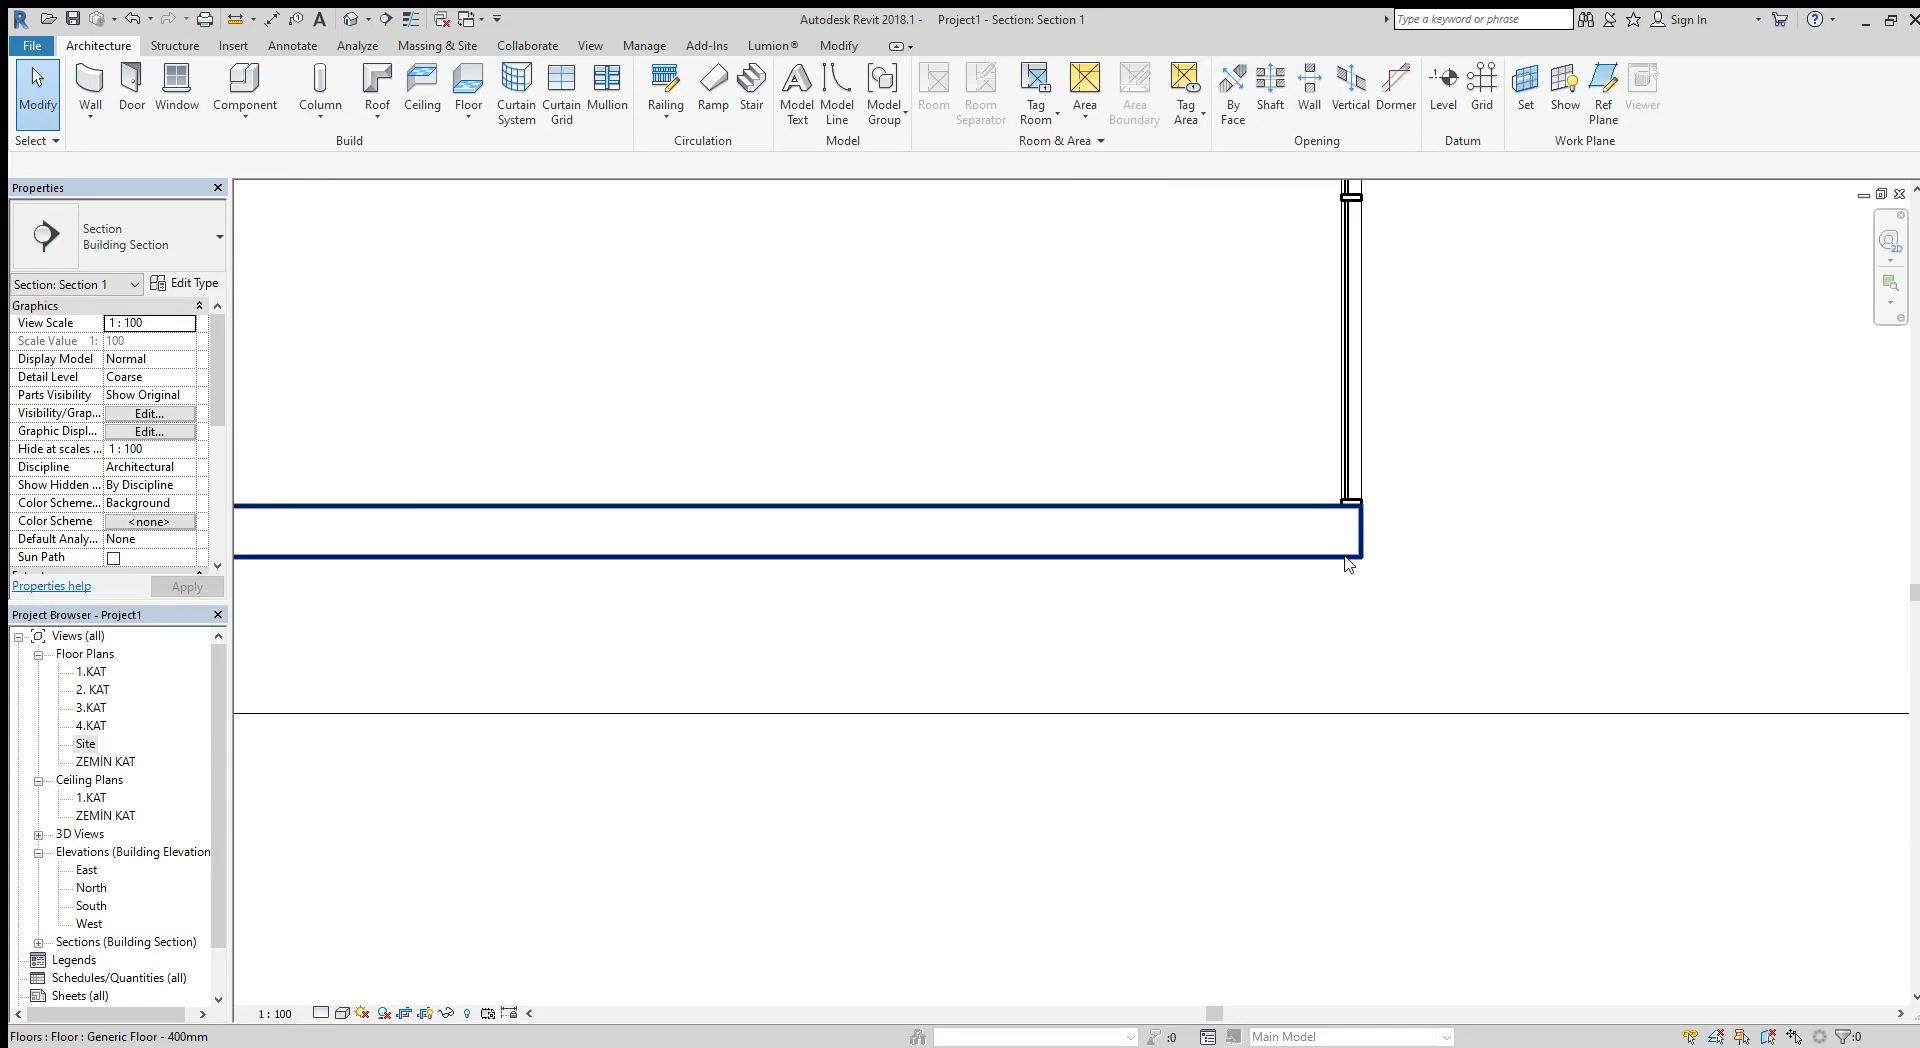 Autodesk Revit 2018.1 - Project1 - Section: Section 1
Type a keyword or phrase
Sign In
File Architecture Structure Insert Annotate Analyze Massing & Site Collaborate View Manage Add-Ins Lumion® Modify
Modify Wall Door Window Component Column Roof Ceiling Floor Curtain System Curtain Grid Mullion Railing Ramp Stair Model Text Model Line Model Group Room Room Separator Tag Room Area Area Boundary Tag Area By Face Shaft Wall Vertical Dormer Level Grid Set Show Ref Plane Viewer
Select Build Circulation Model Room & Area Opening Datum Work Plane
Properties
Section
Building Section
Section: Section 1 Edit Type
Graphics
View Scale 1 : 100
Scale Value 1: 100
Display Model Normal
Detail Level Coarse
Parts Visibility Show Original
Visibility/Grap... Edit...
Graphic Displ... Edit...
Hide at scales ... 1 : 100
Discipline Architectural
Show Hidden ... By Discipline
Color Scheme... Background
Color Scheme <none>
Default Analy... None
Sun Path
Properties help Apply
Project Browser - Project1
Views (all)
Floor Plans
1.KAT
2. KAT
3.KAT
4.KAT
Site
ZEMİN KAT
Ceiling Plans
1.KAT
ZEMİN KAT
3D Views
Elevations (Building Elevation
East
North
South
West
Sections (Building Section)
Legends
Schedules/Quantities (all)
Sheets (all)
2D
1 : 100
Floors : Floor : Generic Floor - 400mm
:0
Main Model
:0